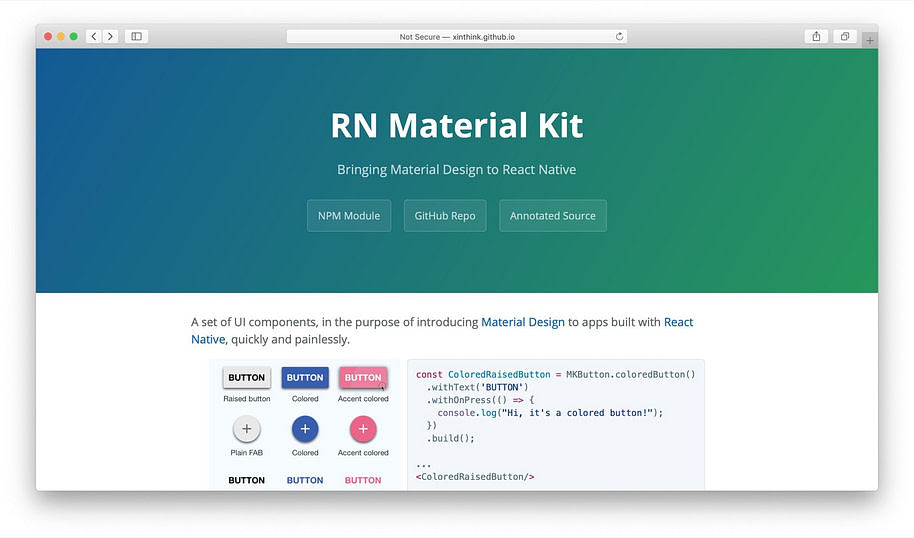 Not Secure — xinthink.github.io
RN Material Kit
Bringing Material Design to React Native
NPM Module
GitHub Repo
Annotated Source
A set of UI components, in the purpose of introducing Material Design to apps built with React
Native, quickly and painlessly.
BUTTON
BUTTON
BUTTON
Raised button
Colored
Accent colored
+
+
+
Plain FAB
Colored
Accent colored
BUTTON
BUTTON
BUTTON
const ColoredRaisedButton = MKButton.coloredButton()
.withText('BUTTON')
.withOnPress(() => {
console.log("Hi, it's a colored button!");
})
.build();
...
<ColoredRaisedButton/>